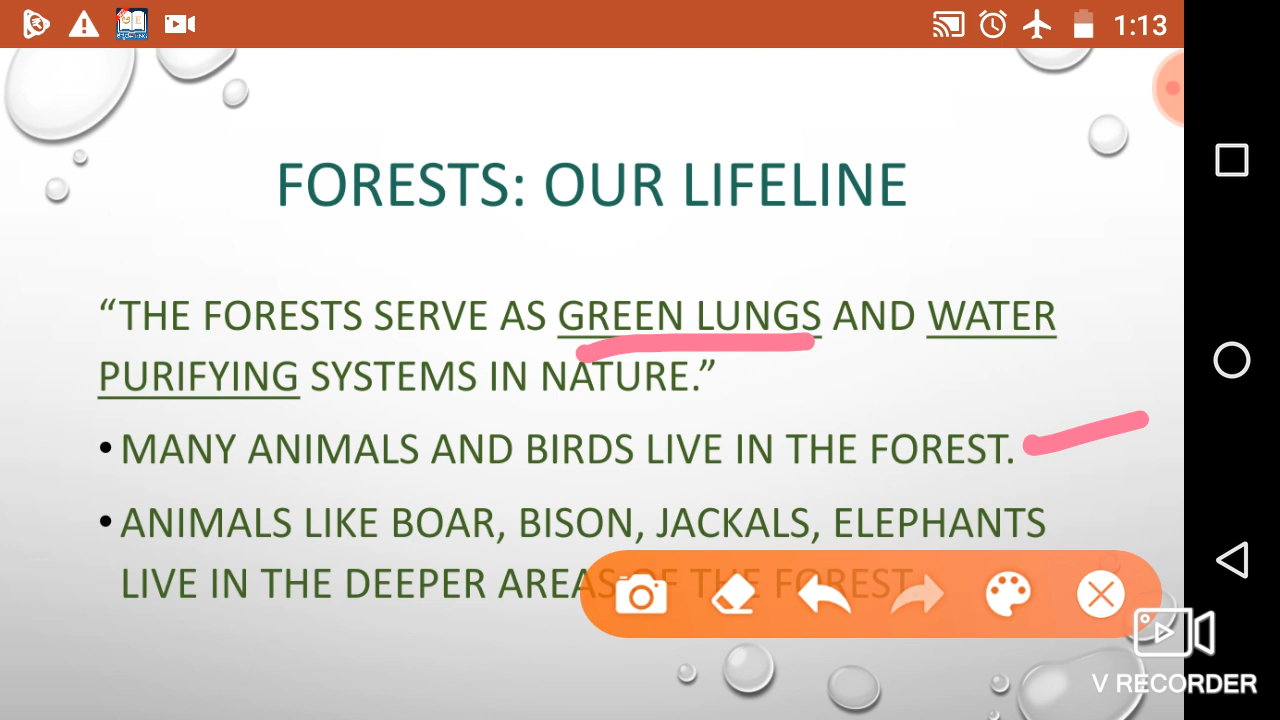 1:13
FORESTS: OUR LIFELINE
“THE FORESTS SERVE AS GREEN LUNGS AND WATER
PURIFYING SYSTEMS IN NATURE.”
• MANY ANIMALS AND BIRDS LIVE IN THE FOREST.
• ANIMALS LIKE BOAR, BISON, JACKALS, ELEPHANTS
LIVE IN THE DEEPER AREAS OF THE FOREST.
V RECORDER